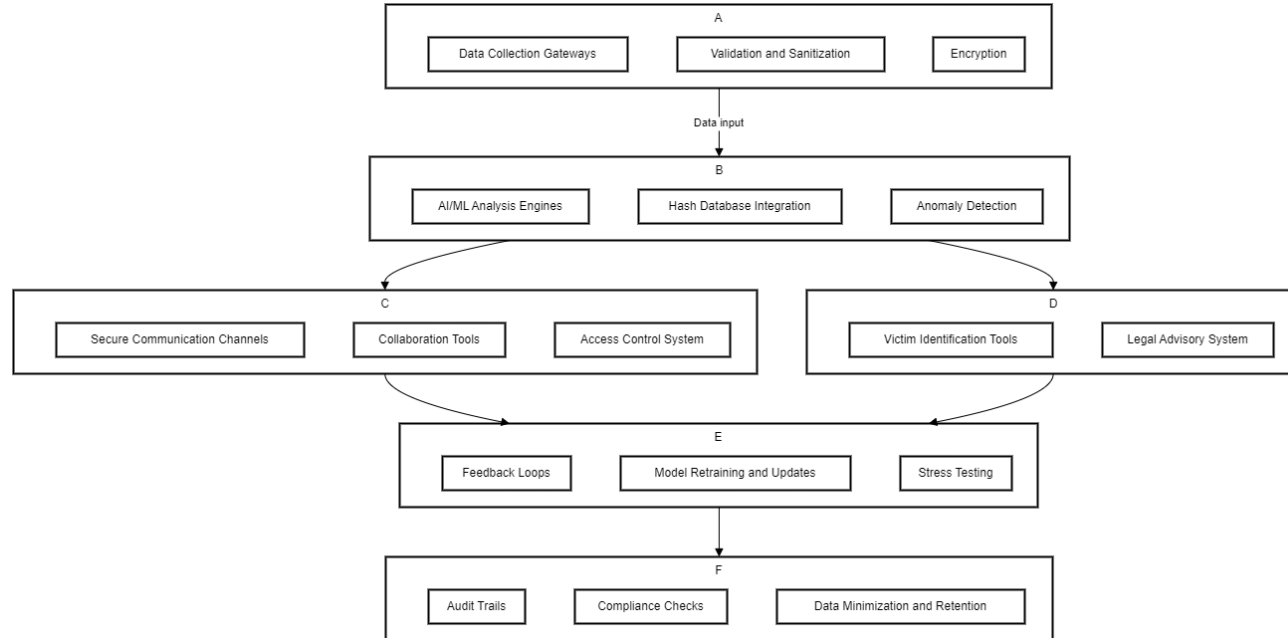 A
Data Collection Gateways
Validation and Sanitization
Encryption
Data input
B
AI/ML Analysis Engines
Hash Database Integration
Anomaly Detection
C
Secure Communication Channels
Collaboration Tools
Access Control System
D
Victim Identification Tools
Legal Advisory System
E
Feedback Loops
Model Retraining and Updates
Stress Testing
F
Audit Trails
Compliance Checks
Data Minimization and Retention